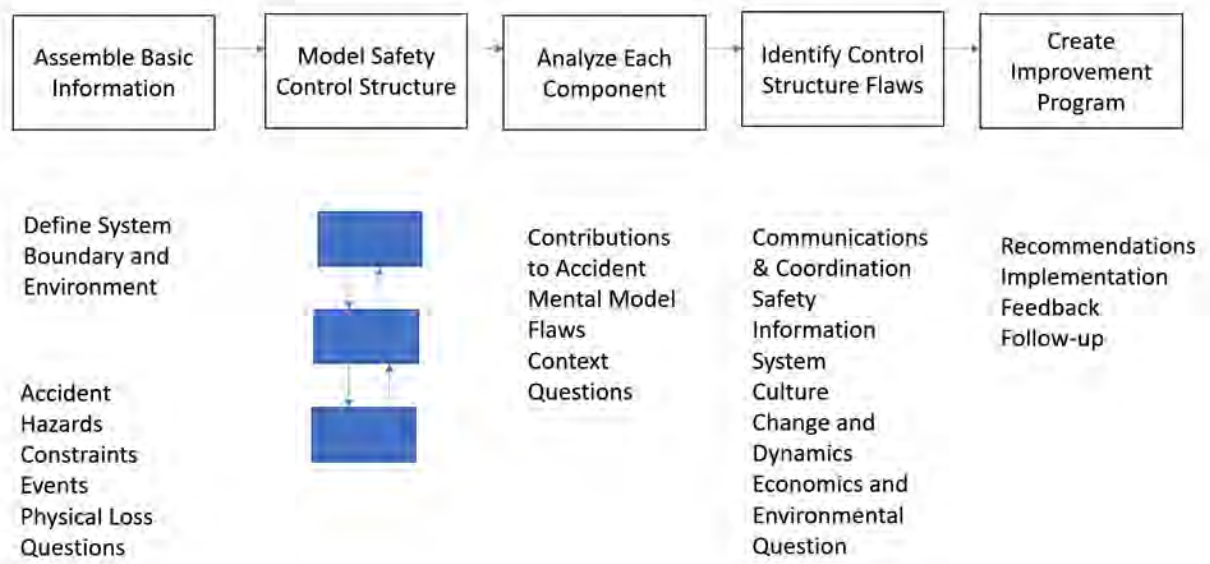 Assemble Basic
Information
Model Safety
Control Structure
Analyze Each
Component
Identify Control
Structure Flaws
Create
Improvement
Program
Define System
Boundary and
Environment
Accident
Hazards
Constraints
Events
Physical Loss
Questions
Contributions
to Accident
Mental Model
Flaws
Context
Questions
Communications
& Coordination
Safety
Information
System
Culture
Change and
Dynamics
Economics and
Environmental
Question
Recommendations
Implementation
Feedback
Follow-up